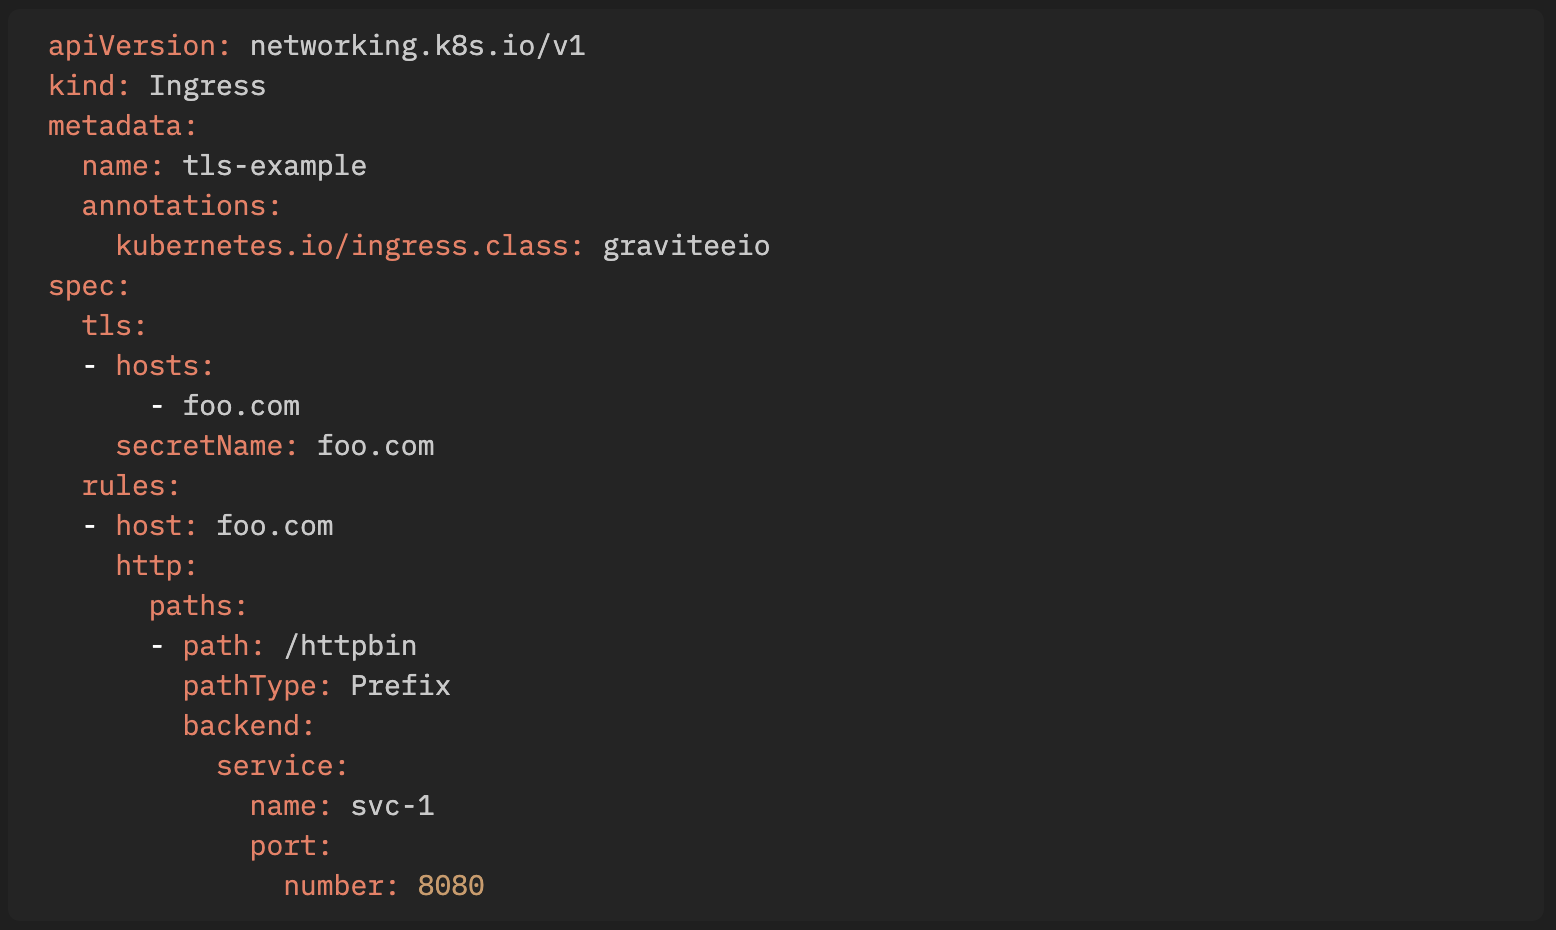 apiVersion: networking.k8s.io/v1
kind: Ingress
metadata:
  name: tls-example
  annotations:
    kubernetes.io/ingress.class: graviteeio
spec:
  tls:
  - hosts:
      - foo.com
    secretName: foo.com
  rules:
  - host: foo.com
    http:
      paths:
      - path: /httpbin
        pathType: Prefix
        backend:
          service:
            name: svc-1
            port:
              number: 8080